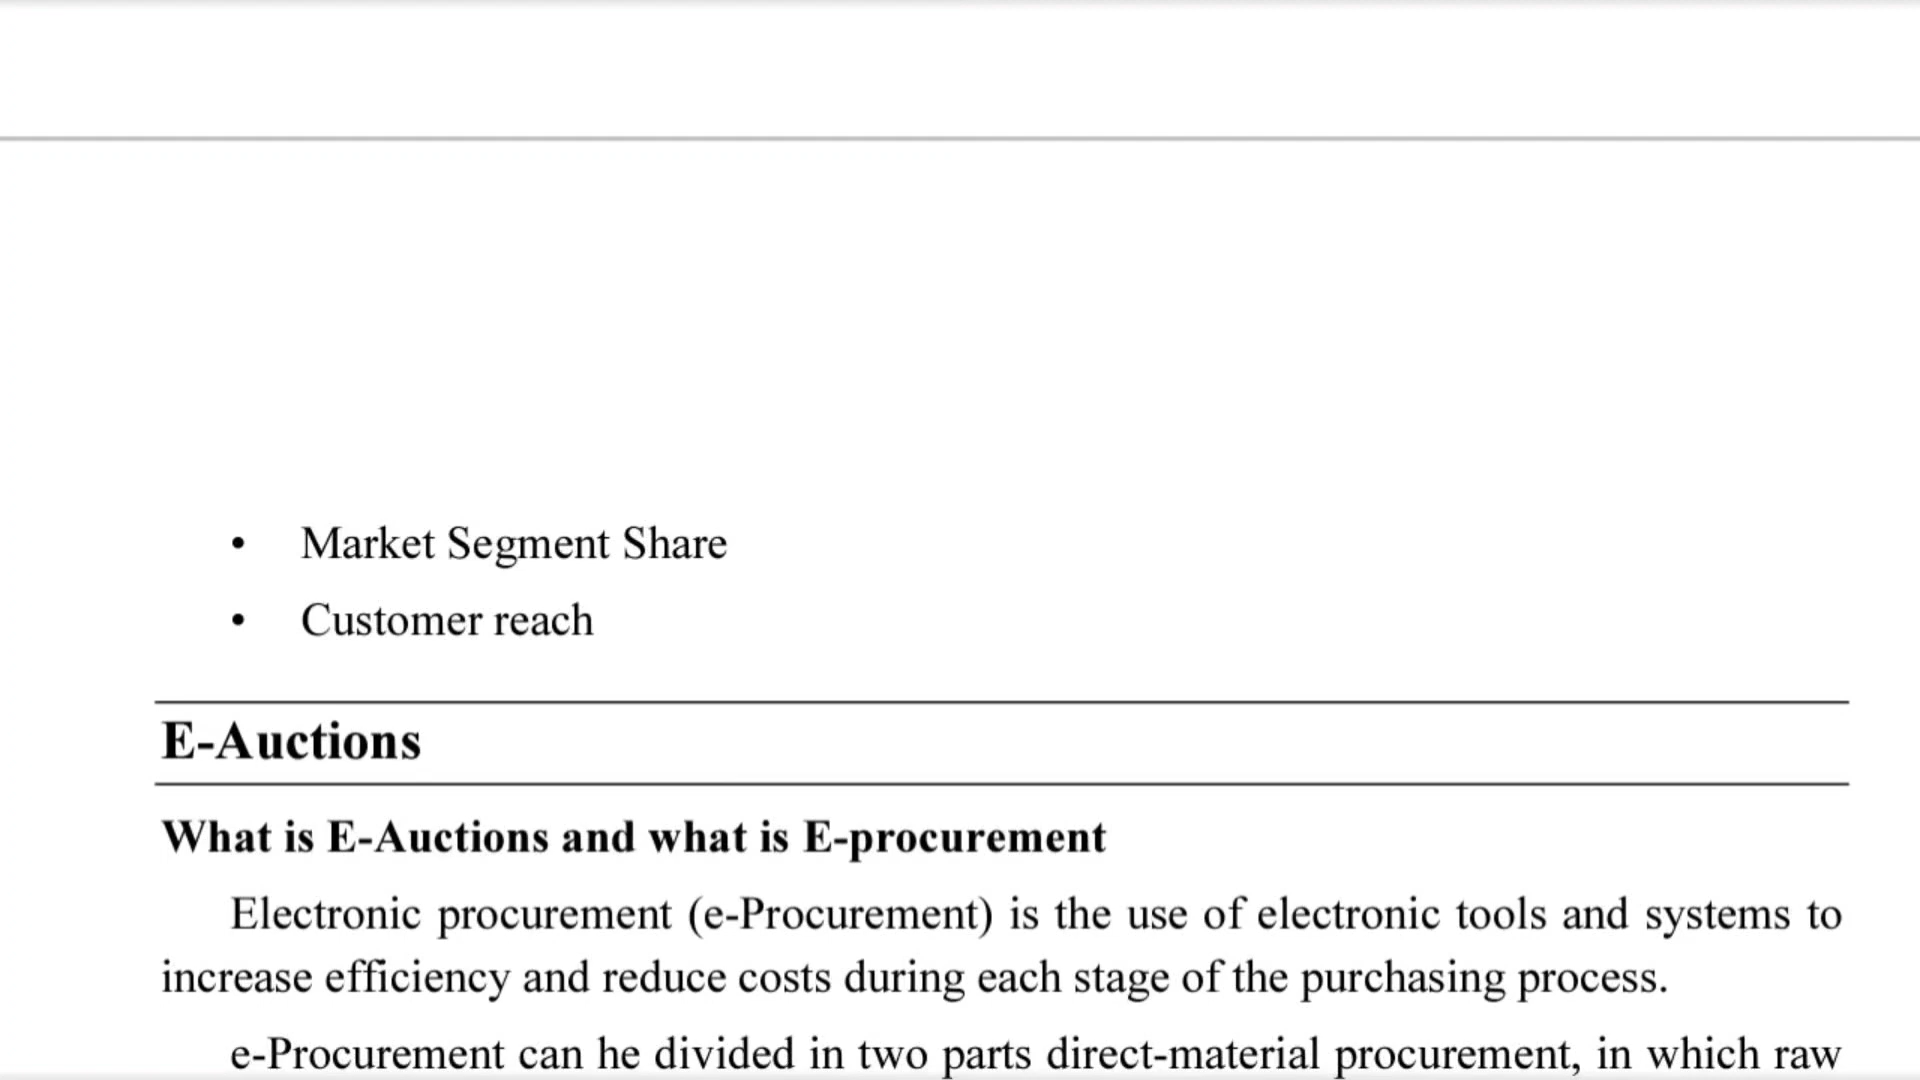 • Market Segment Share
• Customer reach
E-Auctions
What is E-Auctions and what is E-procurement
Electronic procurement (e-Procurement) is the use of electronic tools and systems to
increase efficiency and reduce costs during each stage of the purchasing process.
e-Procurement can he divided in two parts direct-material procurement, in which raw